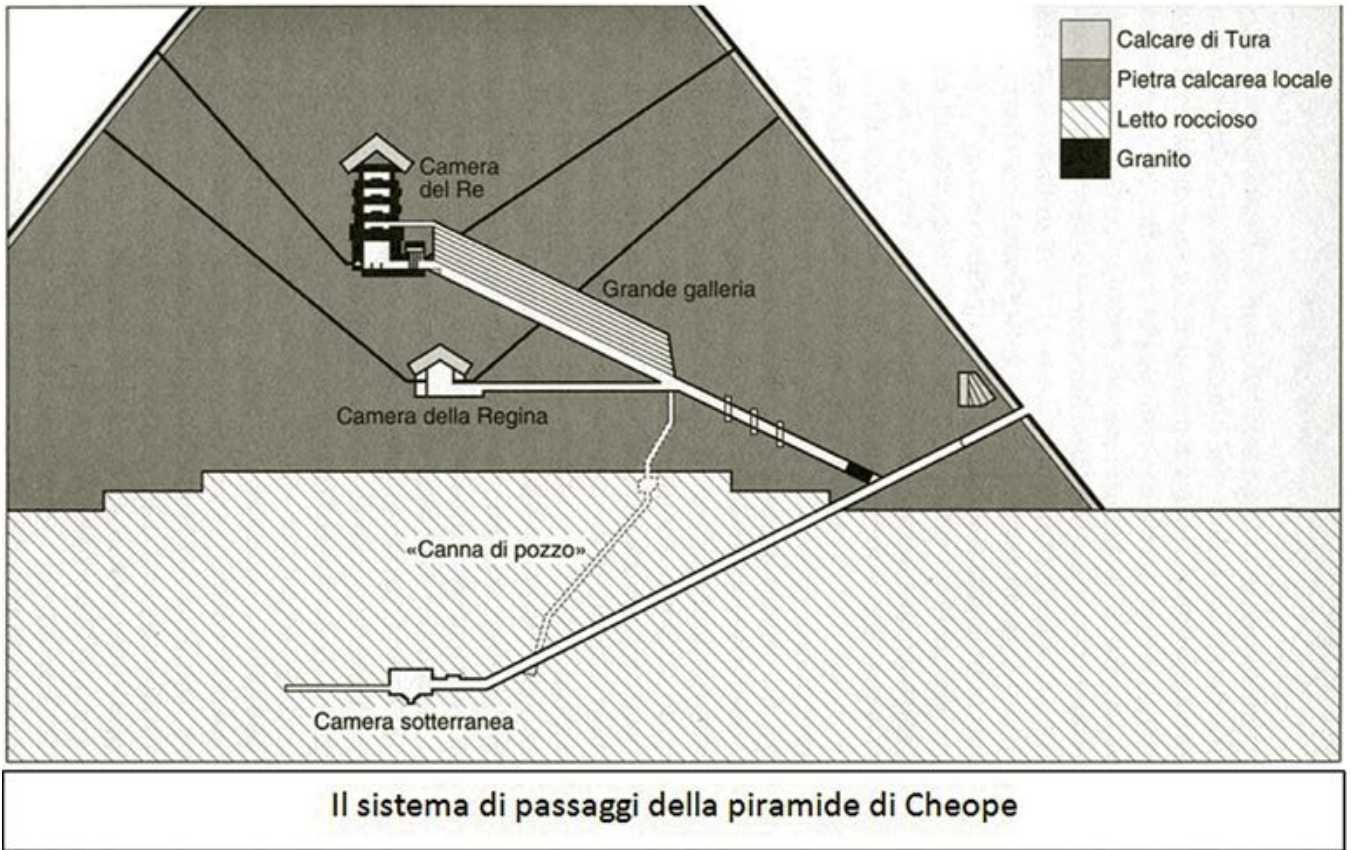 Calcare di Tura
Pietra calcarea locale
Letto roccioso
Granito
Camera
del Re
Grande galleria
Camera della Regina
«Canna di pozzo»
Camera sotterranea
Il sistema di passaggi della piramide di Cheope